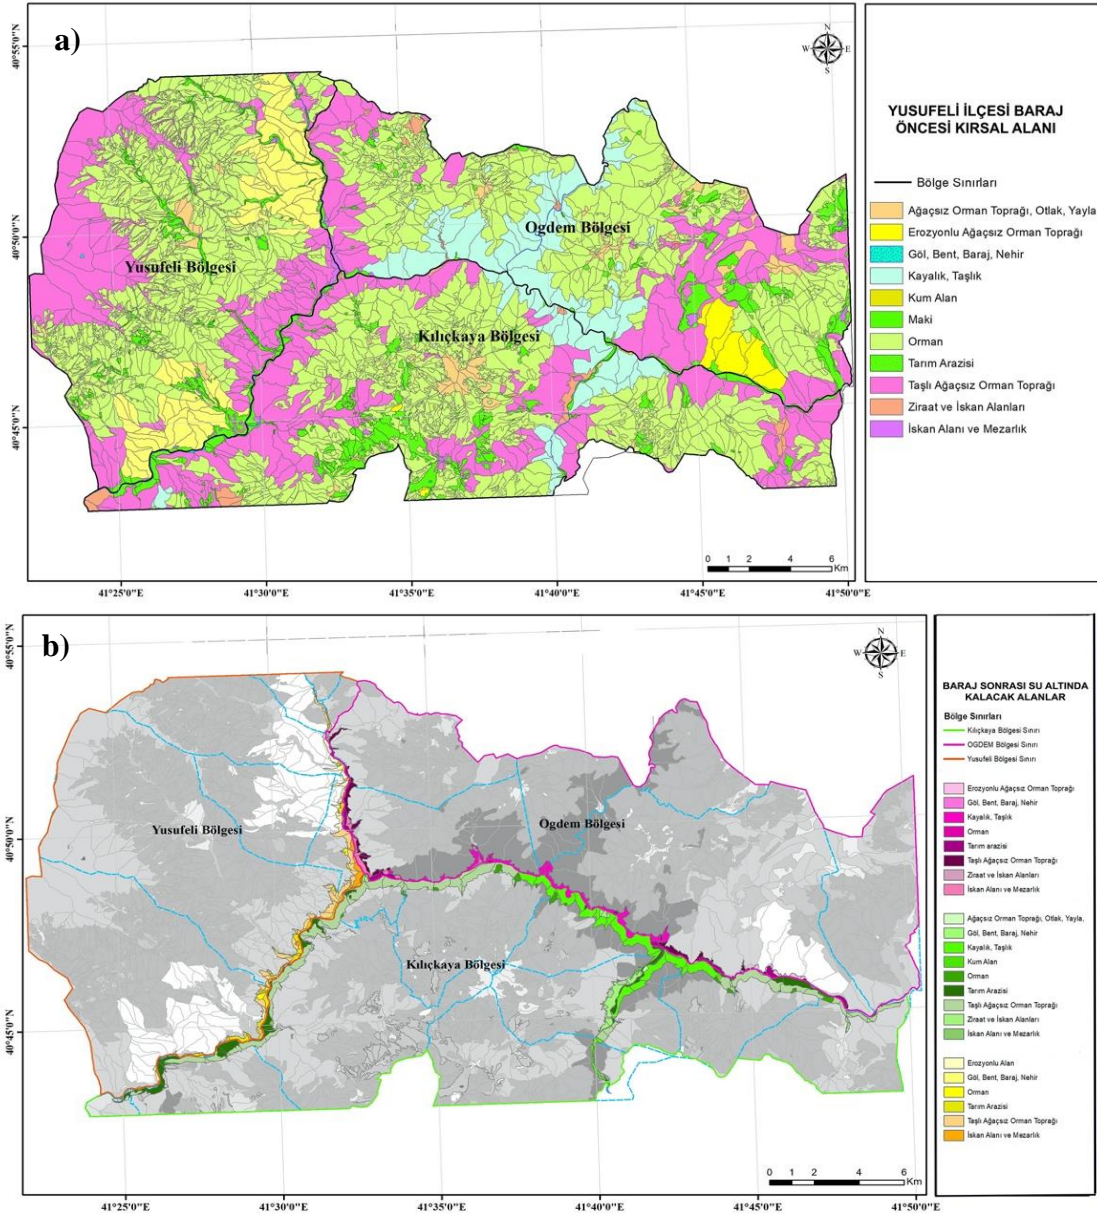 a)
N
W
E
S
40°55'0"N
40°50'0"N
40°45'0"N
Yusufeli Bölgesi
Ogdem Bölgesi
Kılıçkaya Bölgesi
0 1 2 4 6
Km
41°25'0"E 41°30'0"E 41°35'0"E 41°40'0"E 41°45'0"E 41°50'0"E
YUSUFELİ İLÇESİ BARAJ
ÖNCESİ KIRSAL ALANI
Bölge Sınırları
Ağaçsız Orman Toprağı, Otlak, Yayla
Erozyonlu Ağaçsız Orman Toprağı
Göl, Bent, Baraj, Nehir
Kayalık, Taşlık
Kum Alan
Maki
Orman
Tarım Arazisi
Taşlı Ağaçsız Orman Toprağı
Ziraat ve İskan Alanları
İskan Alanı ve Mezarlık
b)
N
W
E
S
40°55'0"N
40°50'0"N
40°45'0"N
Yusufeli Bölgesi
Ogdem Bölgesi
Kılıçkaya Bölgesi
0 1 2 4 6
Km
41°25'0"E 41°30'0"E 41°35'0"E 41°40'0"E 41°45'0"E 41°50'0"E
BARAJ SONRASI SU ALTINDA
KALACAK ALANLAR
Bölge Sınırları
Kılıçkaya Bölgesi Sınırı
OGDEM Bölgesi Sınırı
Yusufeli Bölgesi Sınırı
Erozyonlu Ağaçsız Orman Toprağı
Göl, Bent, Baraj, Nehir
Kayalık, Taşlık
Orman
Tarım arazisi
Taşlı Ağaçsız Orman Toprağı
Ziraat ve İskan Alanları
İskan Alanı ve Mezarlık
Ağaçsız Orman Toprağı, Otlak, Yayla,
Göl, Bent, Baraj, Nehir
Kayalık, Taşlık
Kum Alan
Orman
Tarım Arazisi
Taşlı Ağaçsız Orman Toprağı
Ziraat ve İskan Alanları
İskan Alanı ve Mezarlık
Erozyonlu Alan
Göl, Bent, Baraj, Nehir
Orman
Tarım Arazisi
Taşlı Ağaçsız Orman Toprağı
İskan Alanı ve Mezarlık